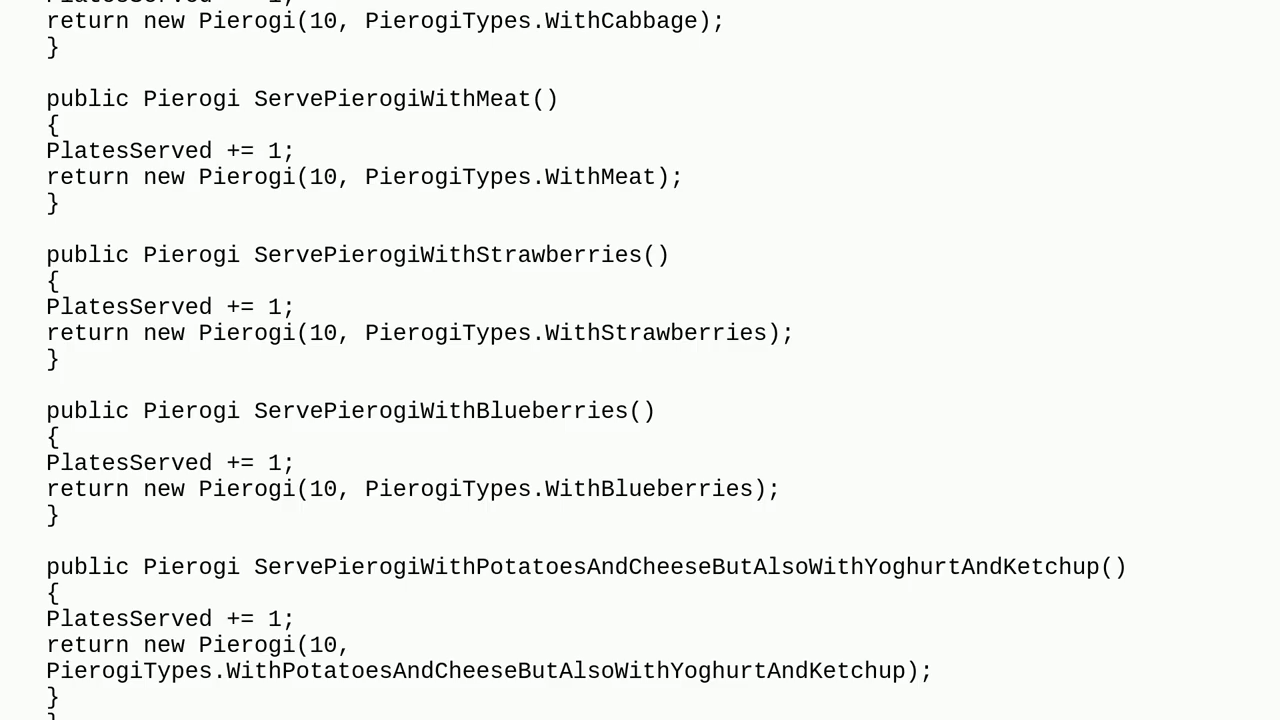 return new Pierogi(10, PierogiTypes.WithCabbage);
}
public Pierogi ServePierogiWithMeat()
{
PlatesServed += 1;
return new Pierogi(10, PierogiTypes.WithMeat);
}
public Pierogi ServePierogiWithStrawberries()
{
PlatesServed += 1;
return new Pierogi(10, PierogiTypes.WithStrawberries);
}
public Pierogi ServePierogiWithBlueberries()
{
PlatesServed += 1;
return new Pierogi(10, PierogiTypes.WithBlueberries);
}
public Pierogi ServePierogiWithPotatoesAndCheeseButAlsoWithYoghurtAndKetchup()
{
PlatesServed += 1;
return new Pierogi(10,
PierogiTypes.WithPotatoesAndCheeseButAlsoWithYoghurtAndKetchup);
}